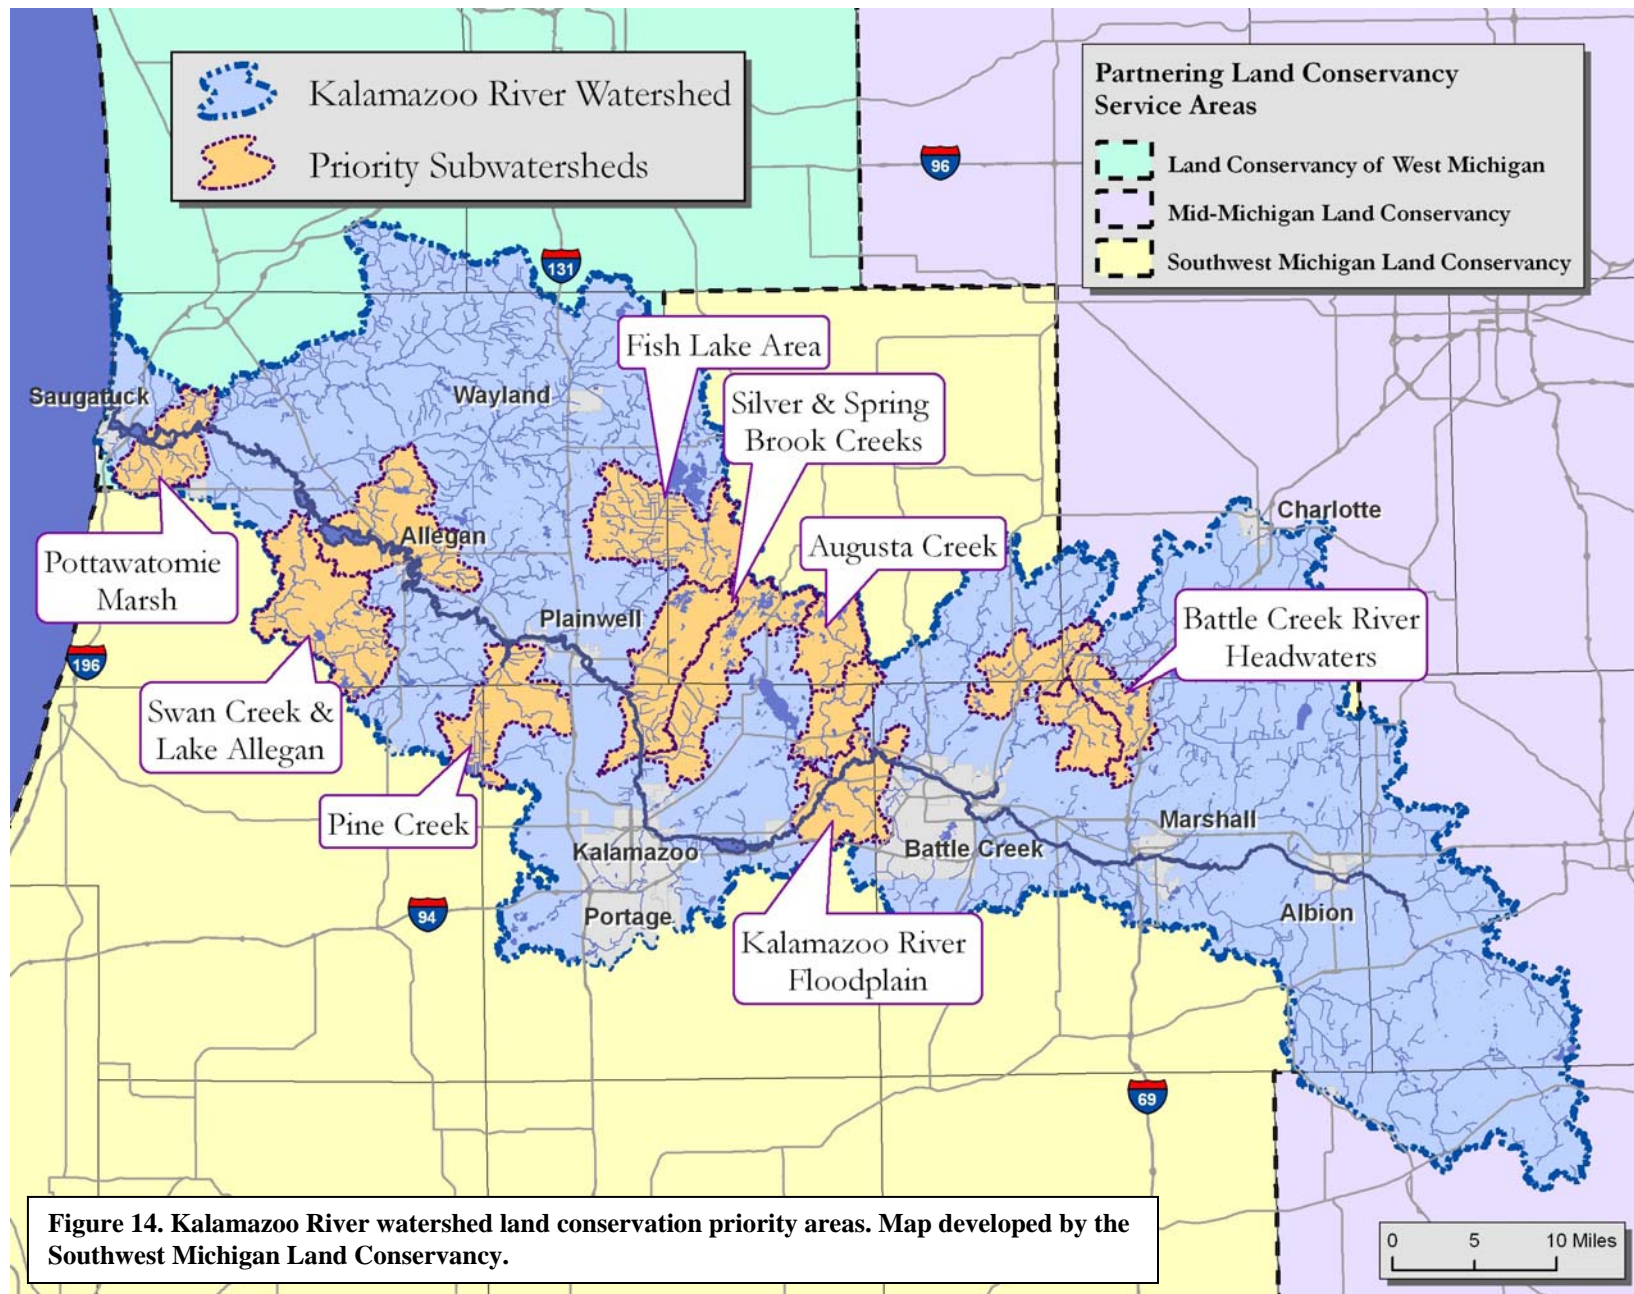 Kalamazoo River Watershed
Priority Subwatersheds
Partnering Land Conservancy
Service Areas
Land Conservancy of West Michigan
Mid-Michigan Land Conservancy
Southwest Michigan Land Conservancy
96
131
Fish Lake Area
Silver & Spring
Brook Creeks
Saugatuck
Wayland
Charlotte
Allegan
Augusta Creek
Pottawatomie
Marsh
Plainwell
Battle Creek River
Headwaters
196
Swan Creek &
Lake Allegan
Pine Creek
Kalamazoo
Battle Creek
Marshall
Portage
Albion
94
Kalamazoo River
Floodplain
69
Figure 14. Kalamazoo River watershed land conservation priority areas. Map developed by the
Southwest Michigan Land Conservancy.
0 5 10 Miles